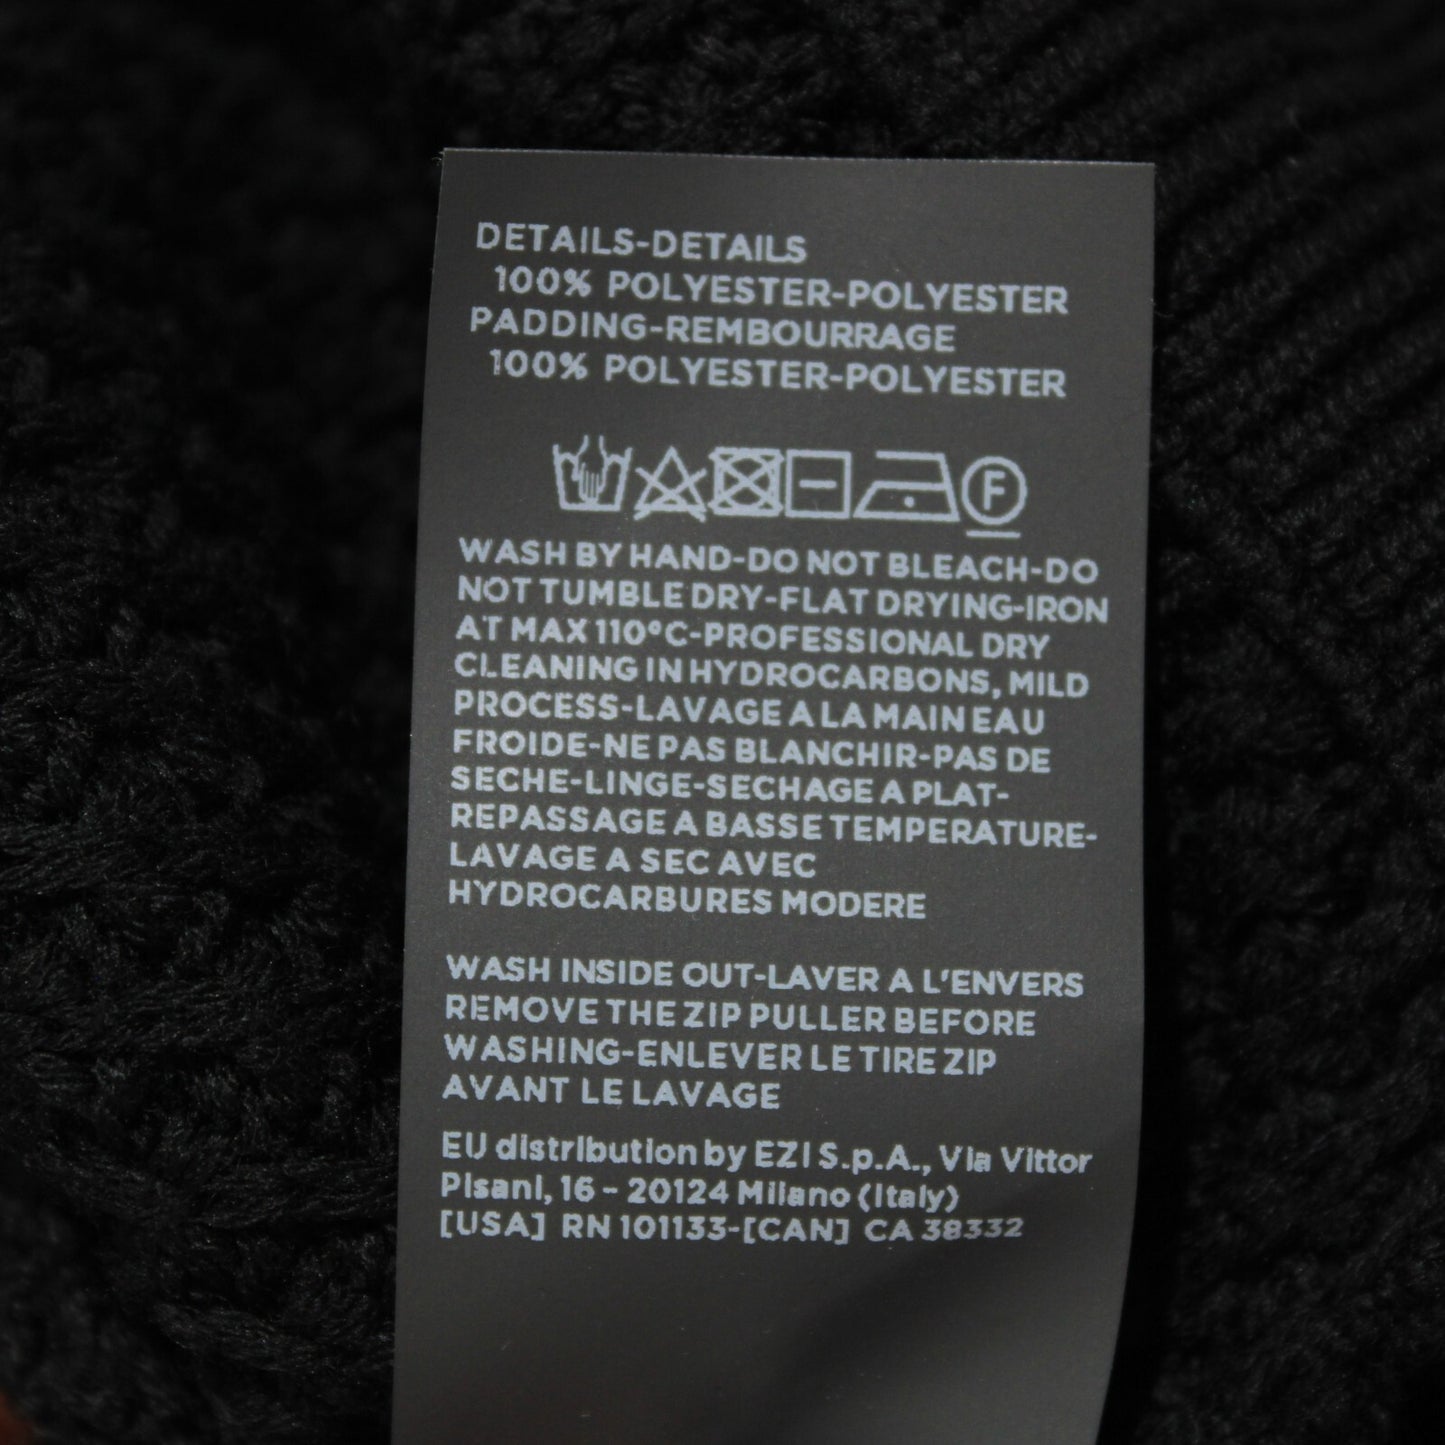 DETAILS-DETAILS
100% POLYESTER-POLYESTER
PADDING-REMBOURRAGE
100% POLYESTER-POLYESTER
F
WASH BY HAND-DO NOT BLEACH-DO
NOT TUMBLE DRY-FLAT DRYING-IRON
AT MAX 110°C-PROFESSIONAL DRY
CLEANING IN HYDROCARBONS, MILD
PROCESS-LAVAGE A LA MAIN EAU
FROIDE-NE PAS BLANCHIR-PAS DE
SECHE-LINGE-SECHAGE A PLAT-
REPASSAGE A BASSE TEMPERATURE-
LAVAGE A SEC AVEC
HYDROCARBURES MODERE
WASH INSIDE OUT-LAVER A L'ENVERS
REMOVE THE ZIP PULLER BEFORE
WASHING-ENLEVER LE TIRE ZIP
AVANT LE LAVAGE
EU distribution by EZI S.p.A., Via Vittor
Pisani, 16 - 20124 Milano (Italy)
[USA] RN 101133-[CAN] CA 38332